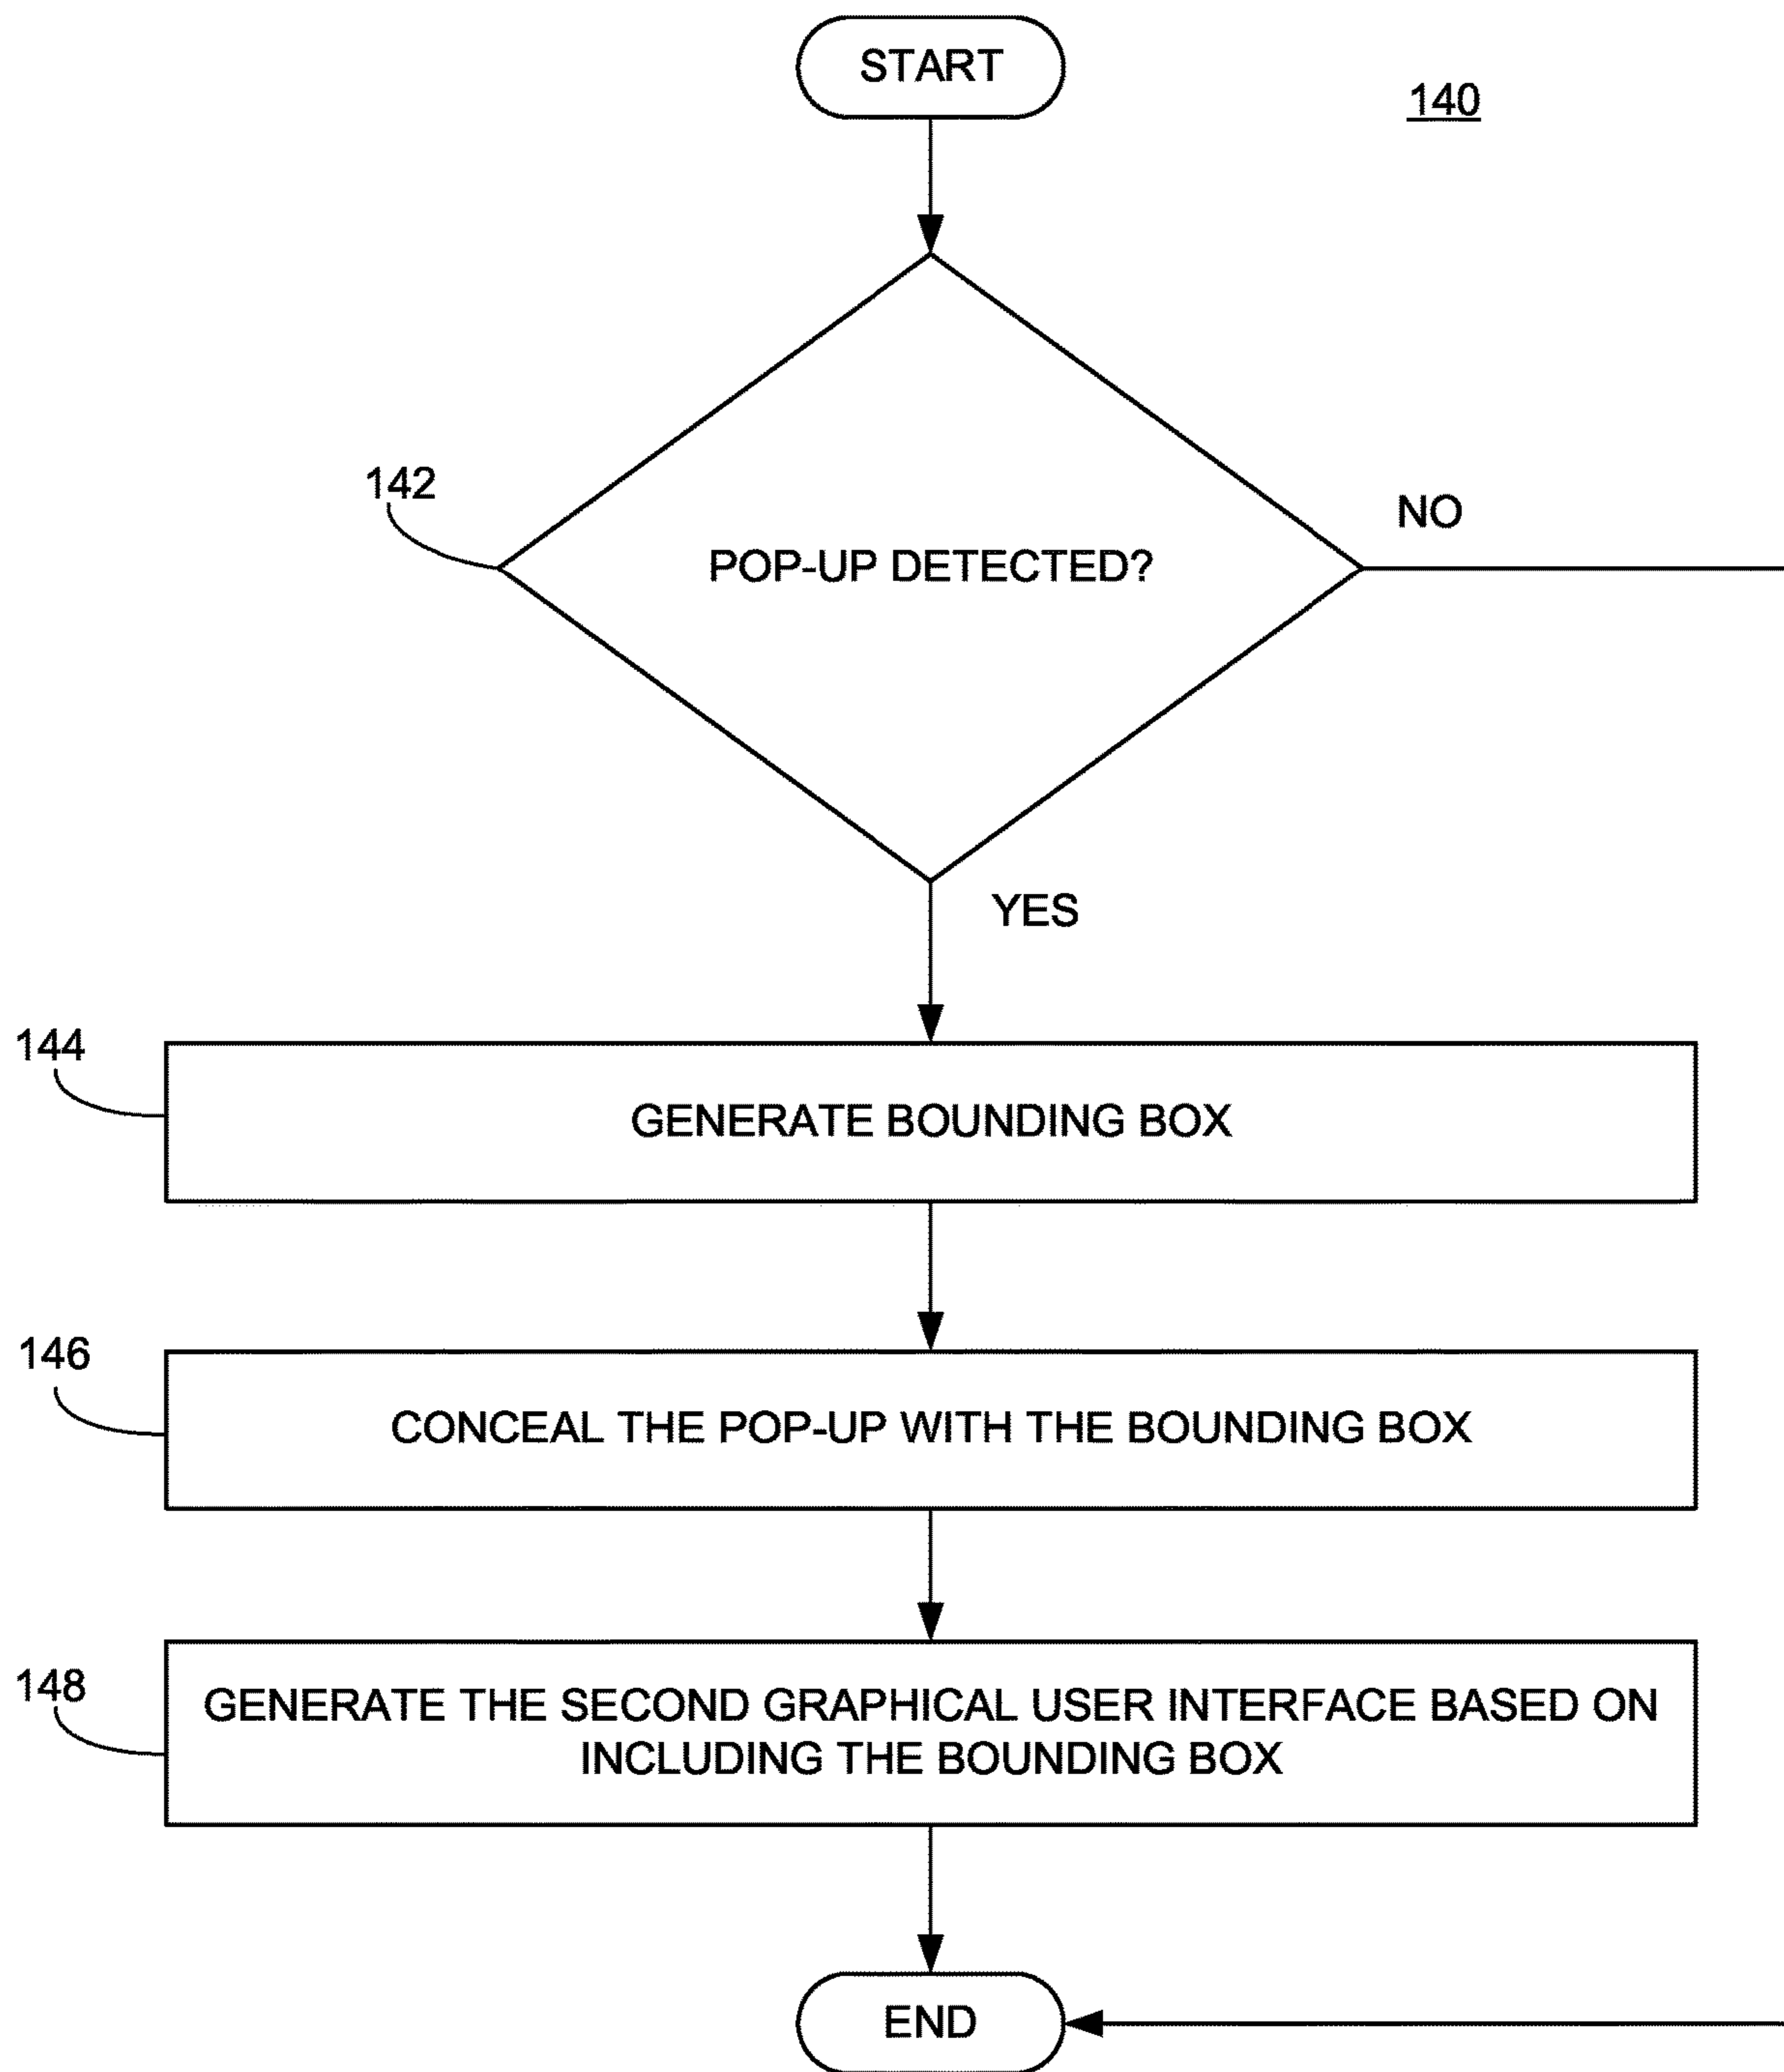 START
140
142
NO
POP-UP DETECTED?
YES
144
GENERATE BOUNDING BOX
146
CONCEAL THE POP-UP WITH THE BOUNDING BOX
148
GENERATE THE SECOND GRAPHICAL USER INTERFACE BASED ON
INCLUDING THE BOUNDING BOX
END